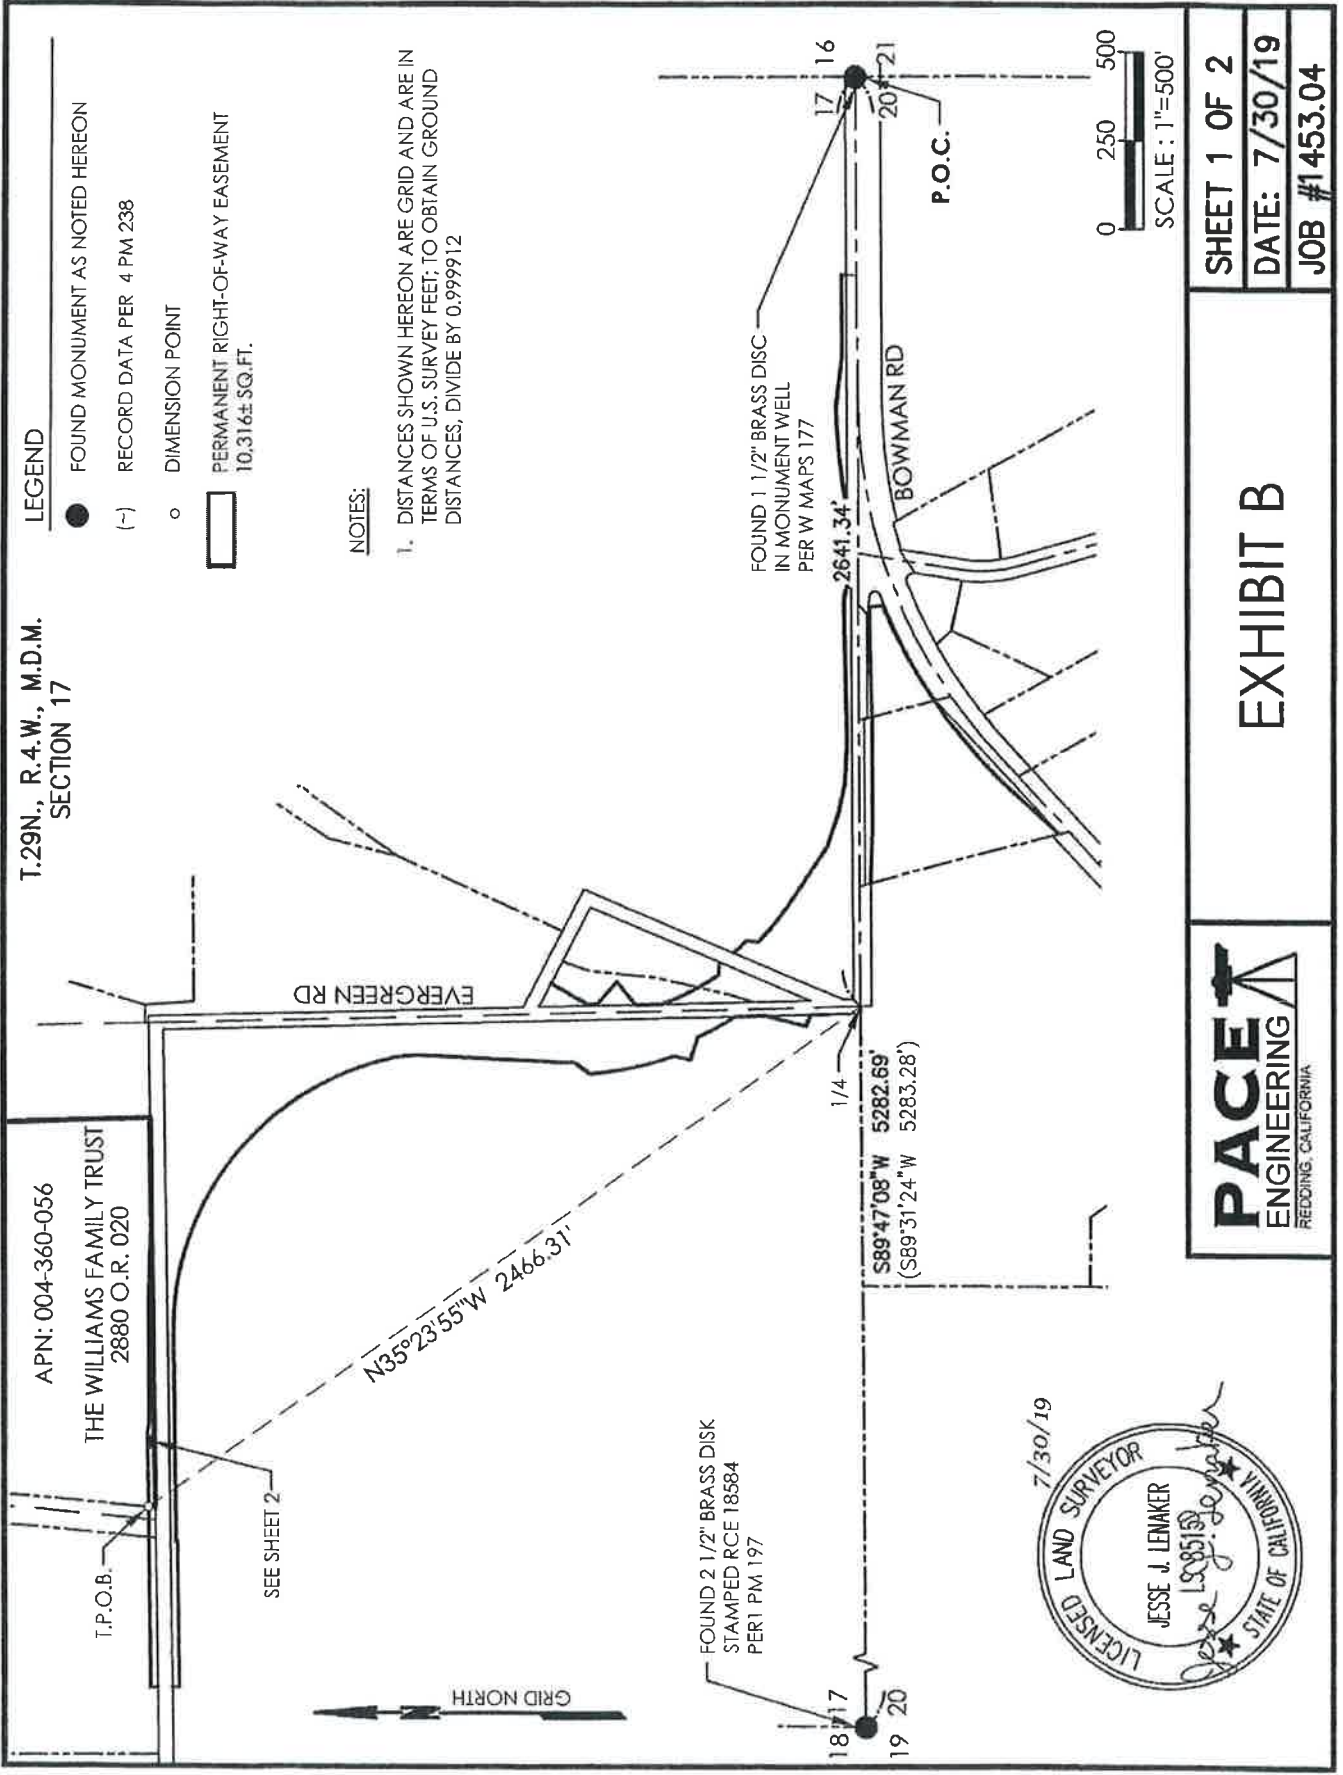 T.29N., R.4.W., M.D.M.
SECTION 17
LEGEND
FOUND MONUMENT AS NOTED HEREON
(~) RECORD DATA PER 4 PM 238
DIMENSION POINT
PERMANENT RIGHT-OF-WAY EASEMENT
10,316± SQ.FT.
NOTES:
1. DISTANCES SHOWN HEREON ARE GRID AND ARE IN
TERMS OF U.S. SURVEY FEET; TO OBTAIN GROUND
DISTANCES, DIVIDE BY 0.999912
APN: 004-360-056
THE WILLIAMS FAMILY TRUST
2880 O.R. 020
T.P.O.B.
SEE SHEET 2
EVERGREEN RD
N35°23'55"W 2466.31'
GRID NORTH
N
FOUND 2 1/2" BRASS DISK
STAMPED RCE 18584
PER1 PM 197
18 17
19 20
1/4
S89°47'08"W 5282.69'
(S89°31'24"W 5283.28')
2641.34'
FOUND 1 1/2" BRASS DISC
IN MONUMENT WELL
PER W MAPS 177
BOWMAN RD
17 16
20 21
P.O.C.
0 250 500
SCALE : 1"=500'
7/30/19
LICENSED LAND SURVEYOR
JESSE J. LENAKER
LS 8515
STATE OF CALIFORNIA
PACE
ENGINEERING
REDDING, CALIFORNIA
EXHIBIT B
SHEET 1 OF 2
DATE: 7/30/19
JOB #1453.04